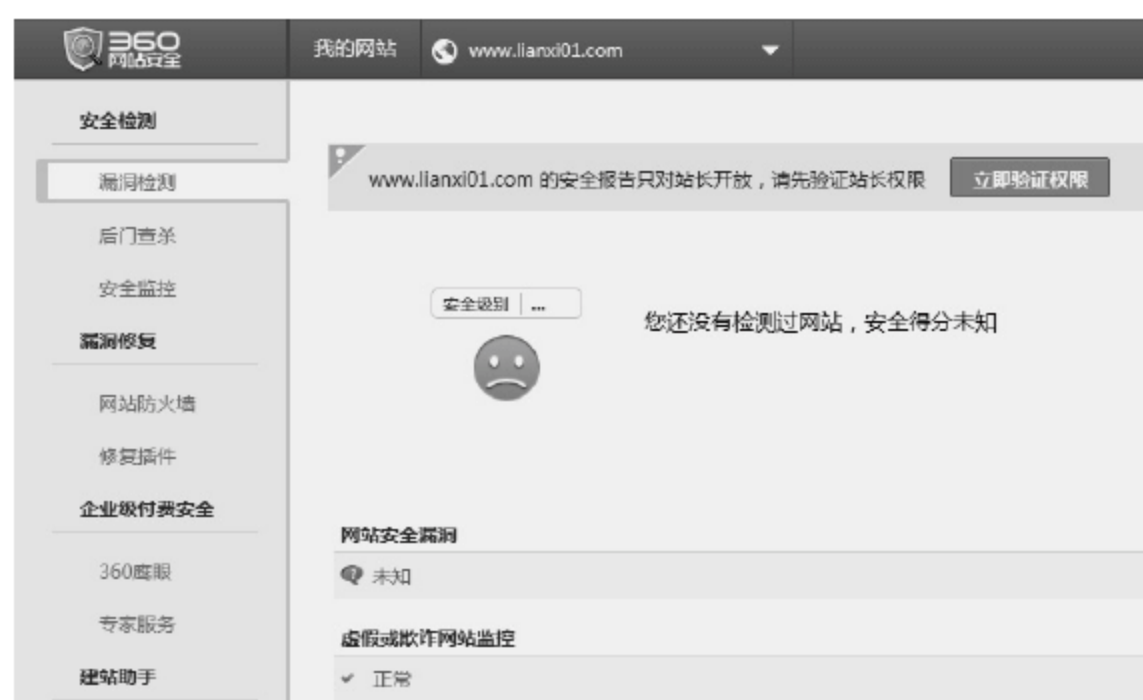 360
网站安全
我的网站 www.lianxi01.com
安全检测
漏洞检测
后门查杀
安全监控
漏洞修复
网站防火墙
修复插件
企业级付费安全
360鹰眼
专家服务
建站助手
www.lianxi01.com 的安全报告只对站长开放，请先验证站长权限 立即验证权限
安全级别 ...
您还没有检测过网站，安全得分未知
网站安全漏洞
未知
虚假或欺诈网站监控
正常